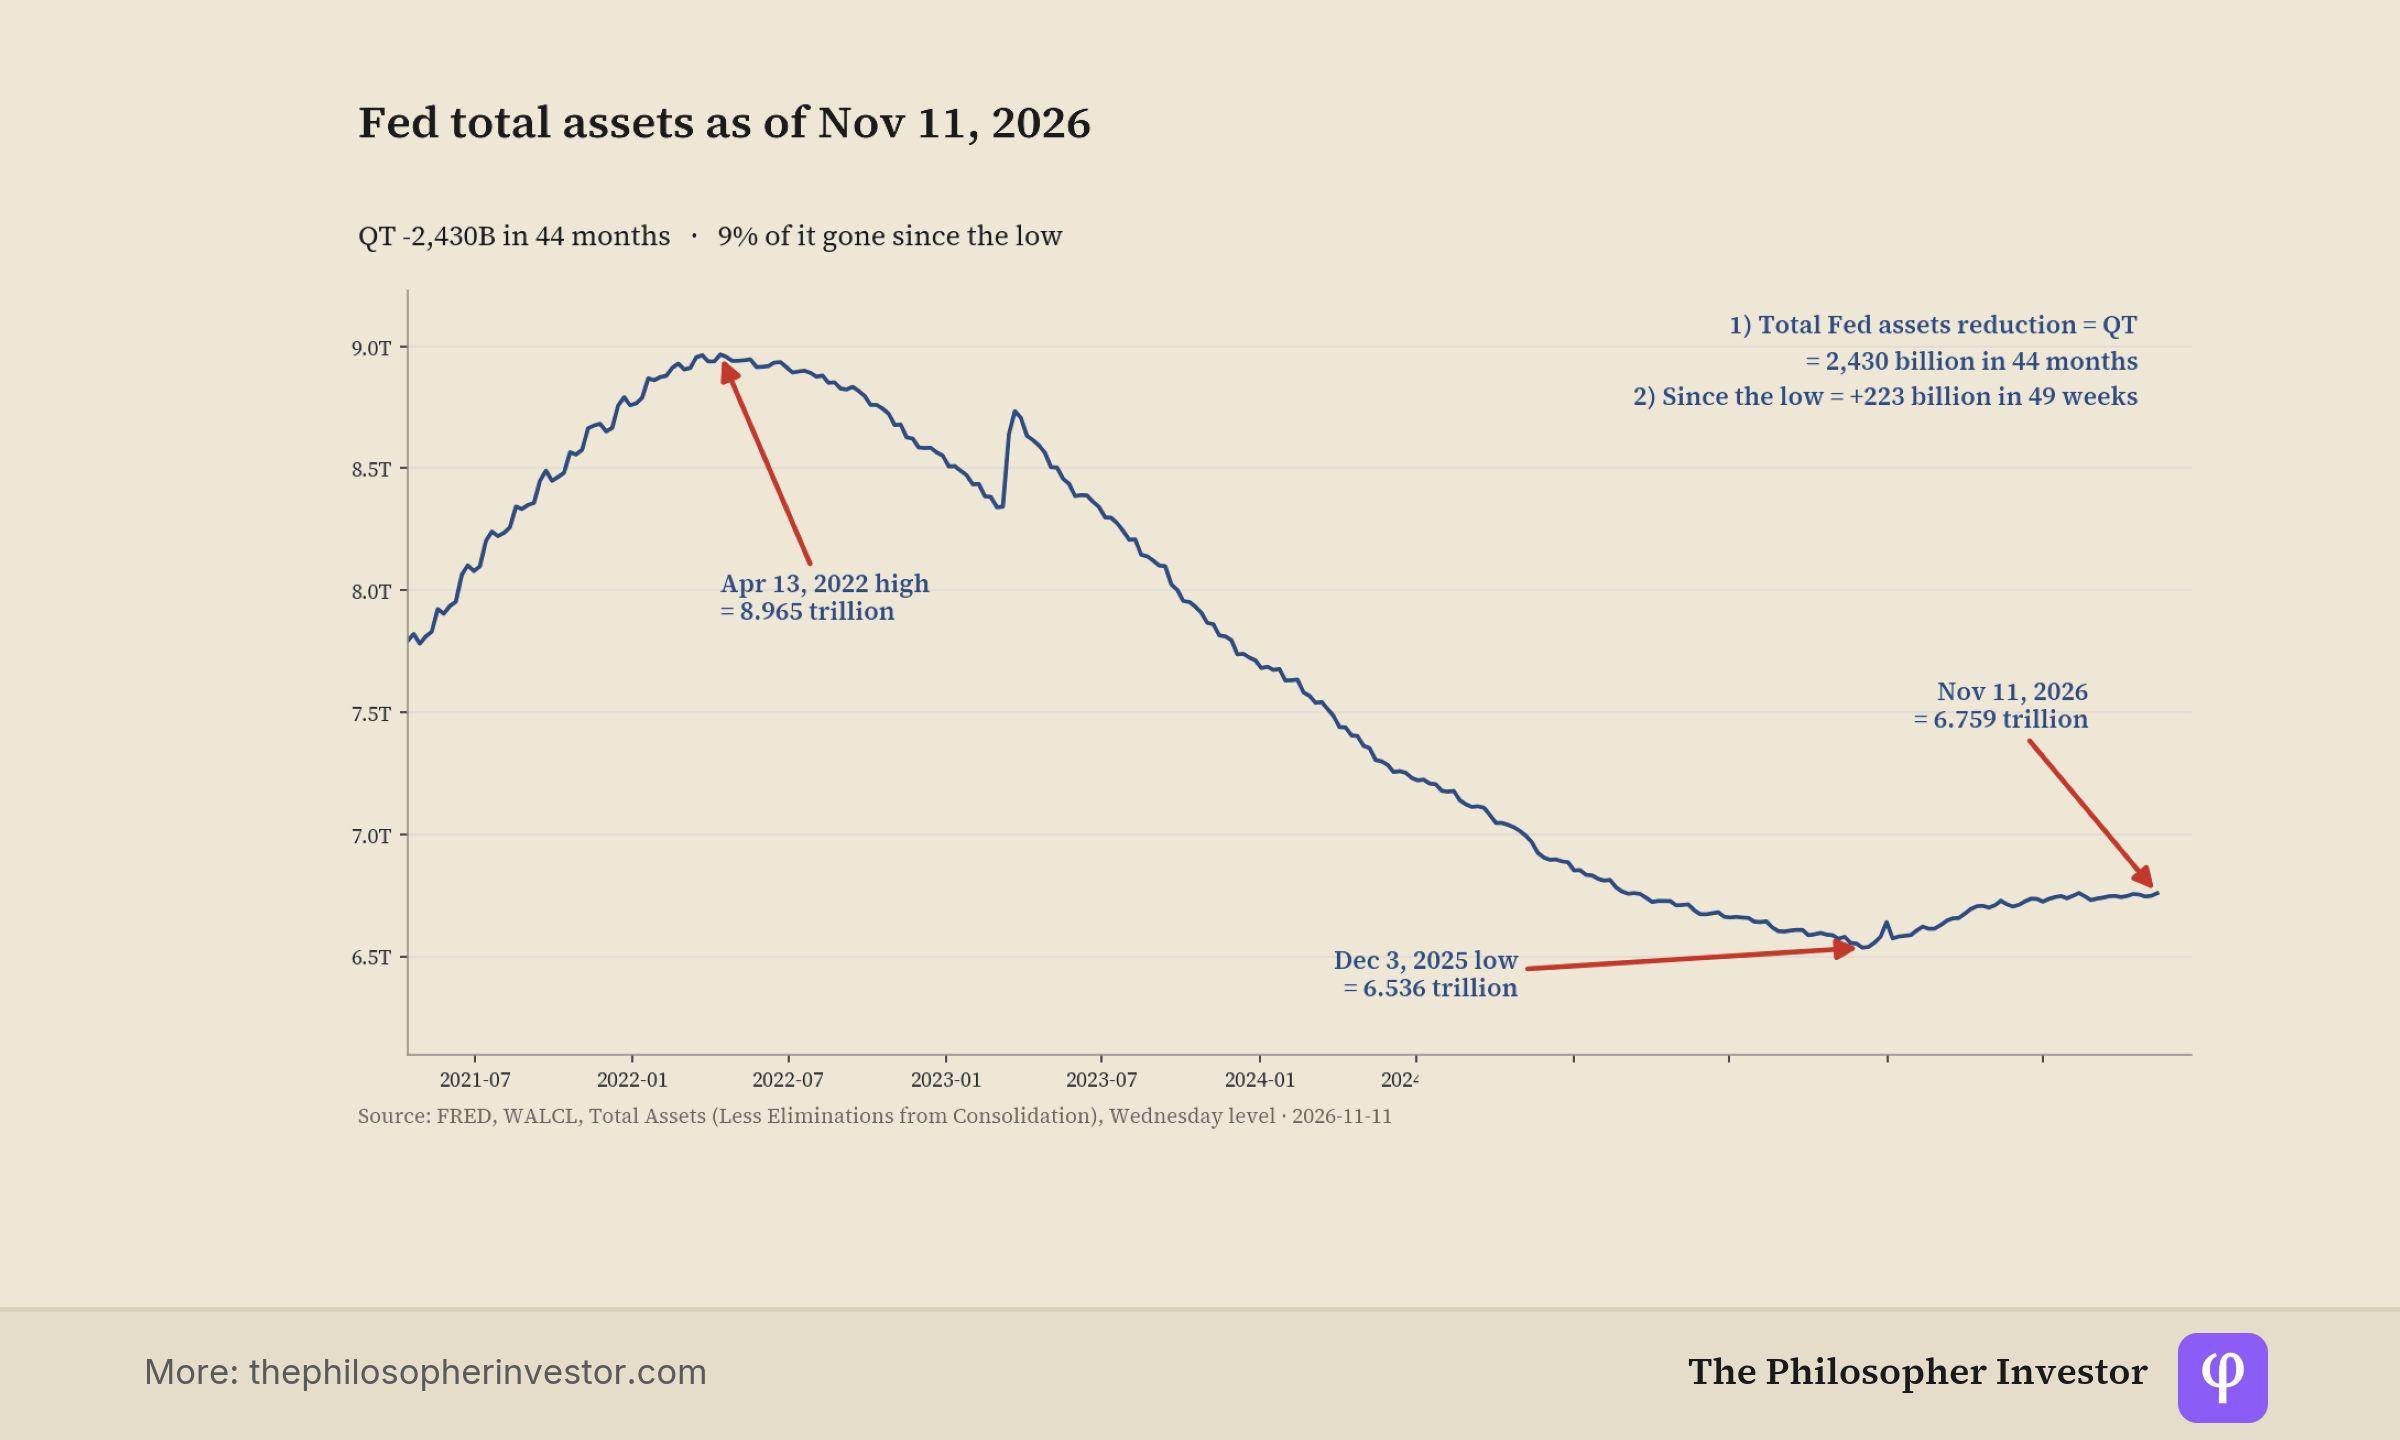 Fed total assets as of Nov 11, 2026
QT -2,430B in 44 months · 9% of it gone since the low
1) Total Fed assets reduction = QT
= 2,430 billion in 44 months
2) Since the low = +223 billion in 49 weeks
9.0T
8.5T
8.0T
7.5T
7.0T
6.5T
Apr 13, 2022 high
= 8.965 trillion
Nov 11, 2026
= 6.759 trillion
Dec 3, 2025 low
= 6.536 trillion
2021-07 2022-01 2022-07 2023-01 2023-07 2024-01
Source: FRED, WALCL, Total Assets (Less Eliminations from Consolidation), Wednesday level · 2026-11-11
More: thephilosopherinvestor.com
The Philosopher Investor φ